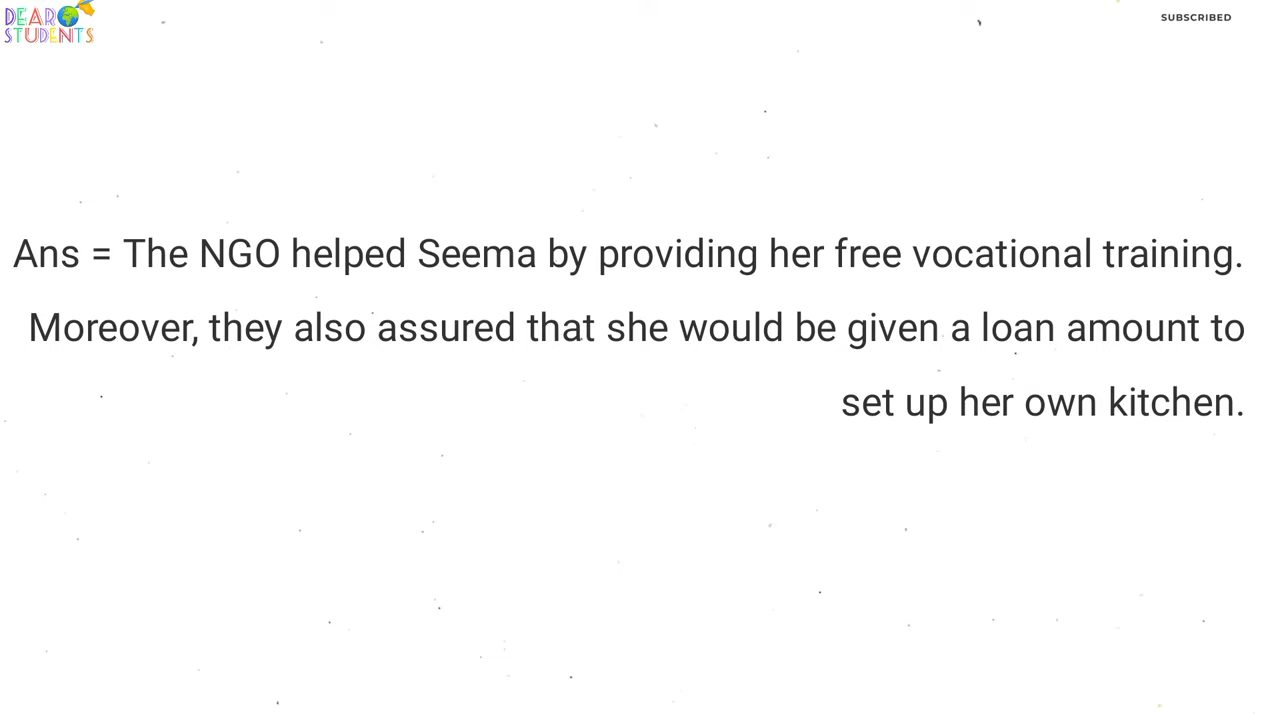 DEAR
STUDENTS
SUBSCRIBED
Ans = The NGO helped Seema by providing her free vocational training.
Moreover, they also assured that she would be given a loan amount to
set up her own kitchen.